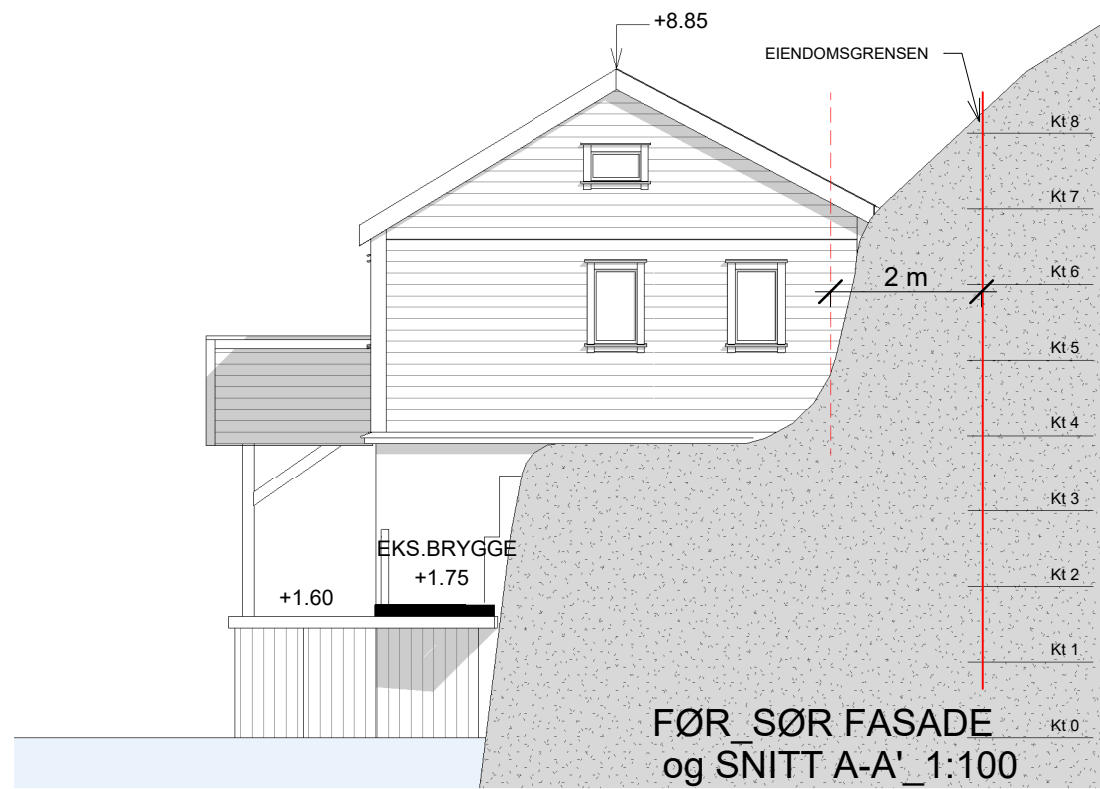 +8.85
EIENDOMSGRENSEN
Kt 8
Kt 7
Kt 6
2 m
Kt 5
Kt 4
Kt 3
EKS.BRYGGE
+1.75
+1.60
Kt 2
Kt 1
Kt 0
FØR_SØR FASADE
og SNITT A-A'_1:100